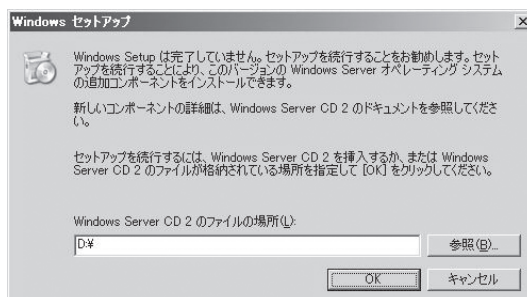 Windows セットアップ
Windows Setup は完了していません。セットアップを続行することをお勧めします。セット
アップを続行することにより、このバージョンの Windows Server オペレーティング システム
の追加コンポーネントをインストールできます。
新しいコンポーネントの詳細は、Windows Server CD 2 のドキュメントを参照してくださ
い。
セットアップを続行するには、Windows Server CD 2 を挿入するか、または Windows
Server CD 2 のファイルが格納されている場所を指定して [OK] をクリックしてください。
Windows Server CD 2 のファイルの場所(L):
D:¥
参照(B)...
OK
キャンセル